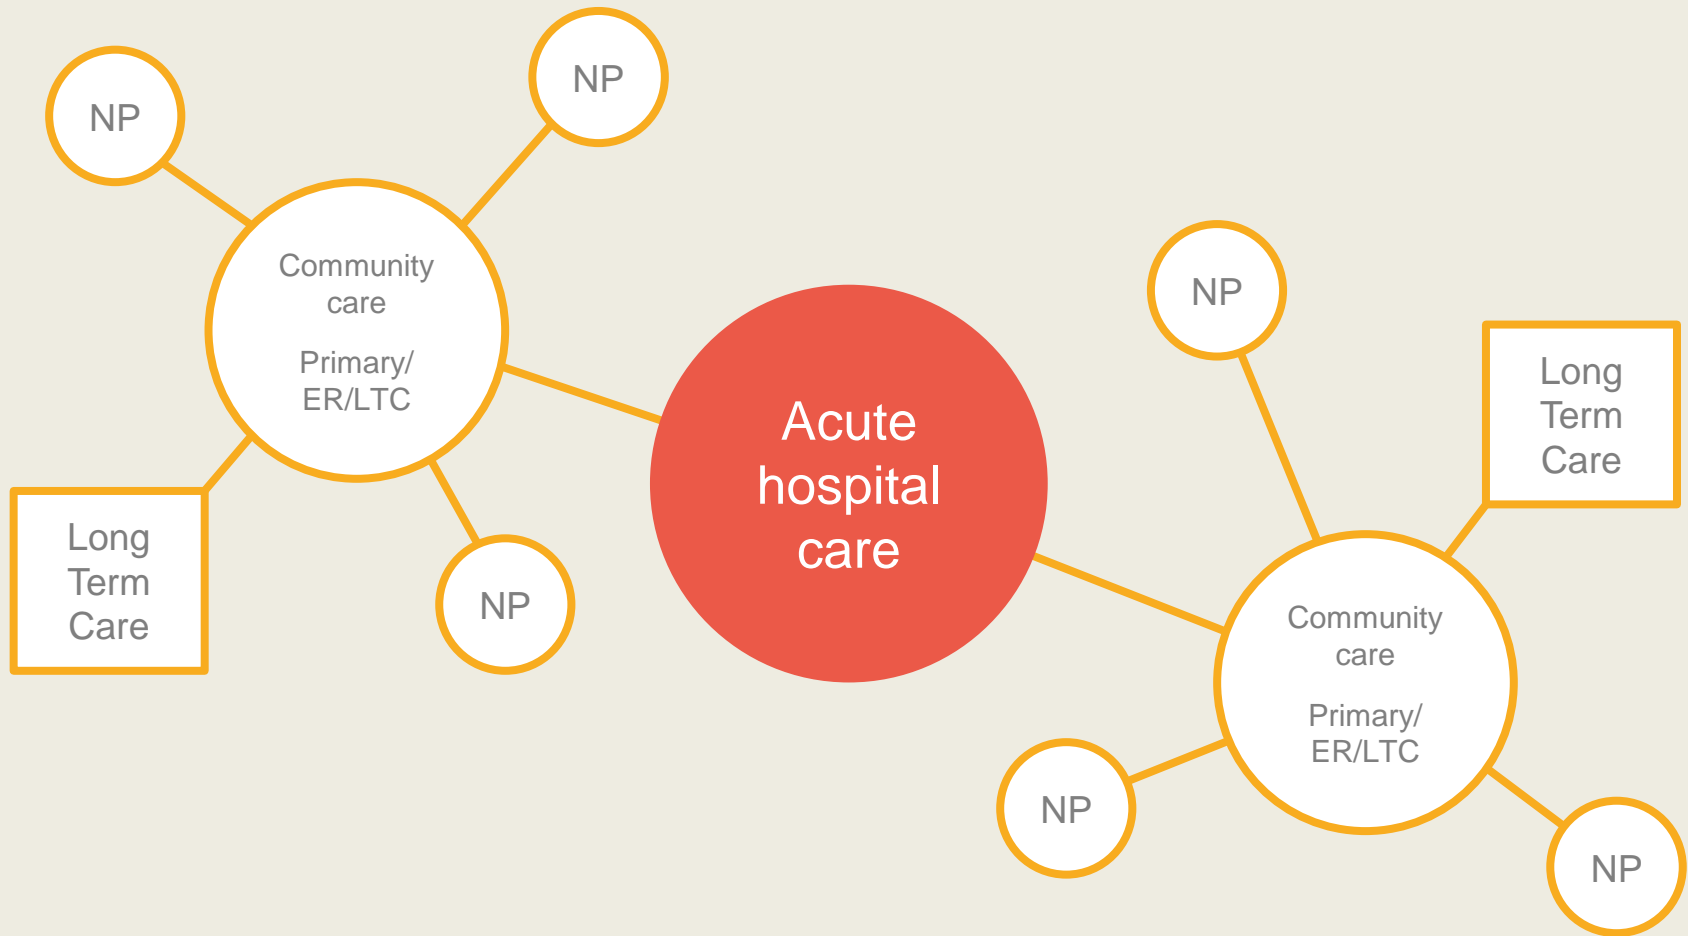 NP
NP
Community
care
Primary/
ER/LTC
Long
Term
Care
NP
Acute
hospital
care
NP
Long
Term
Care
Community
care
Primary/
ER/LTC
NP
NP